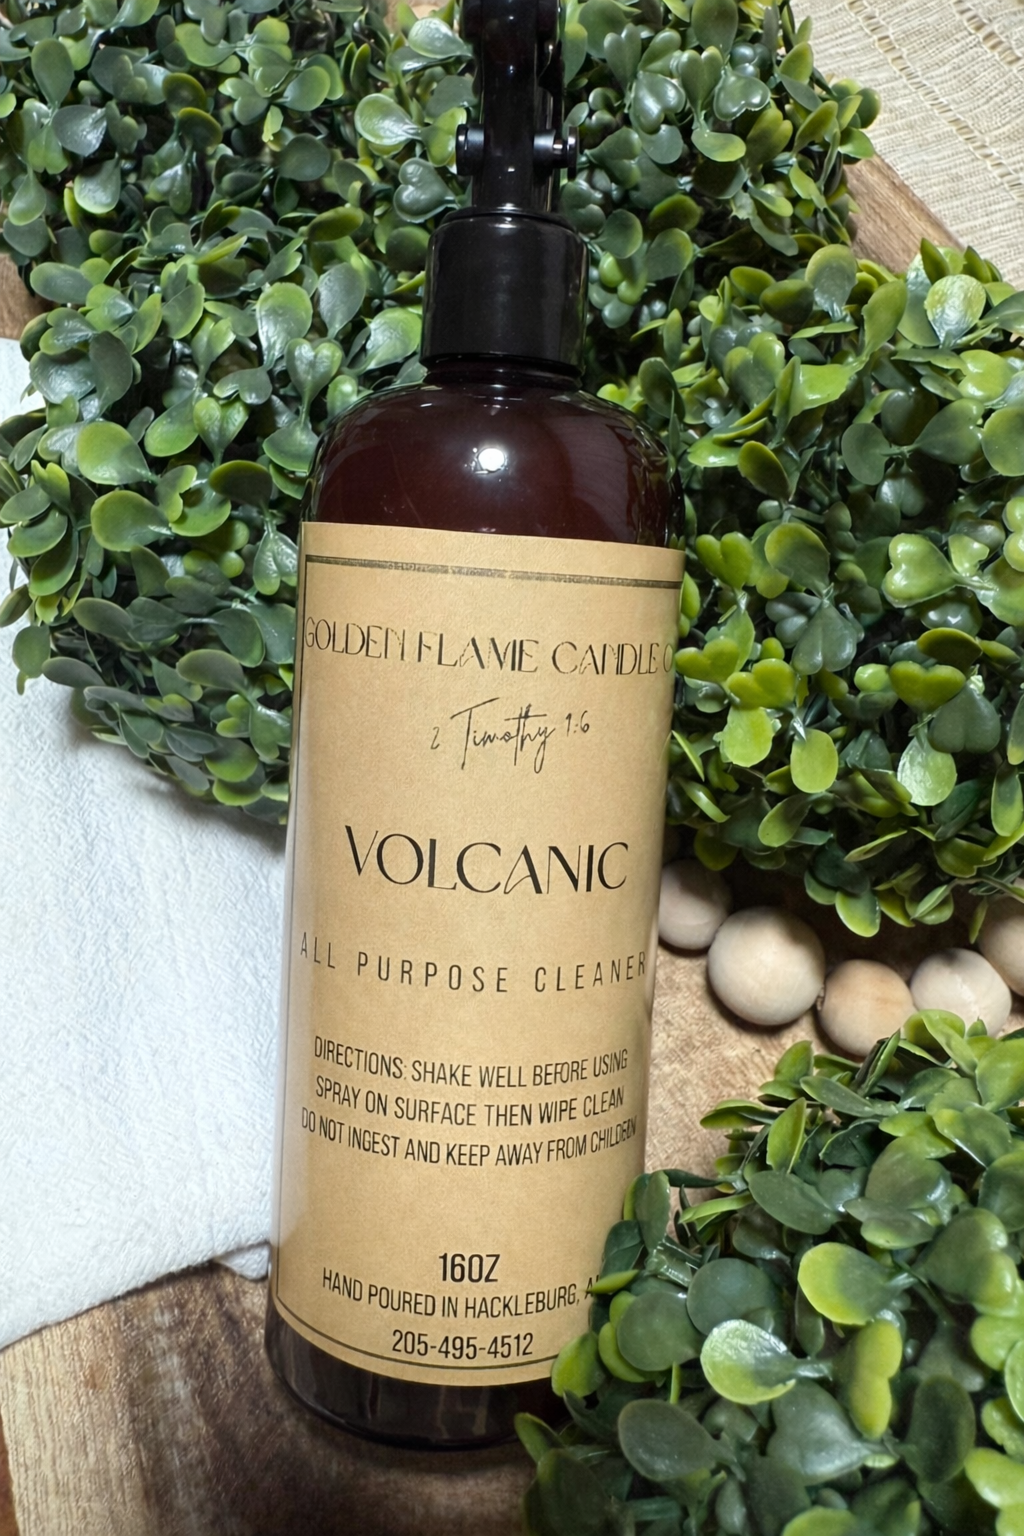 GOLDEN FLAME CANDLE
2 Timothy 1:6
VOLCANIC
ALL PURPOSE CLEANER
DIRECTIONS: SHAKE WELL BEFORE USING
SPRAY ON SURFACE THEN WIPE CLEAN
DO NOT INGEST AND KEEP AWAY FROM CHILDREN
16OZ
HAND POURED IN HACKLEBURG,
205-495-4512